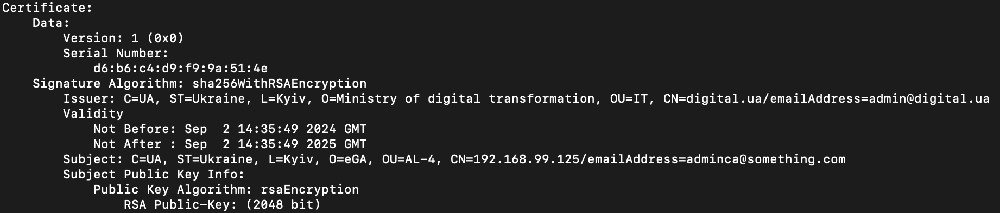 Certificate:
    Data:
        Version: 1 (0x0)
        Serial Number:
            d6:b6:c4:d9:f9:9a:51:4e
    Signature Algorithm: sha256WithRSAEncryption
        Issuer: C=UA, ST=Ukraine, L=Kyiv, O=Ministry of digital transformation, OU=IT, CN=digital.ua/emailAddress=admin@digital.ua
        Validity
            Not Before: Sep  2 14:35:49 2024 GMT
            Not After : Sep  2 14:35:49 2025 GMT
        Subject: C=UA, ST=Ukraine, L=Kyiv, O=eGA, OU=AL-4, CN=192.168.99.125/emailAddress=adminca@something.com
        Subject Public Key Info:
            Public Key Algorithm: rsaEncryption
                RSA Public-Key: (2048 bit)